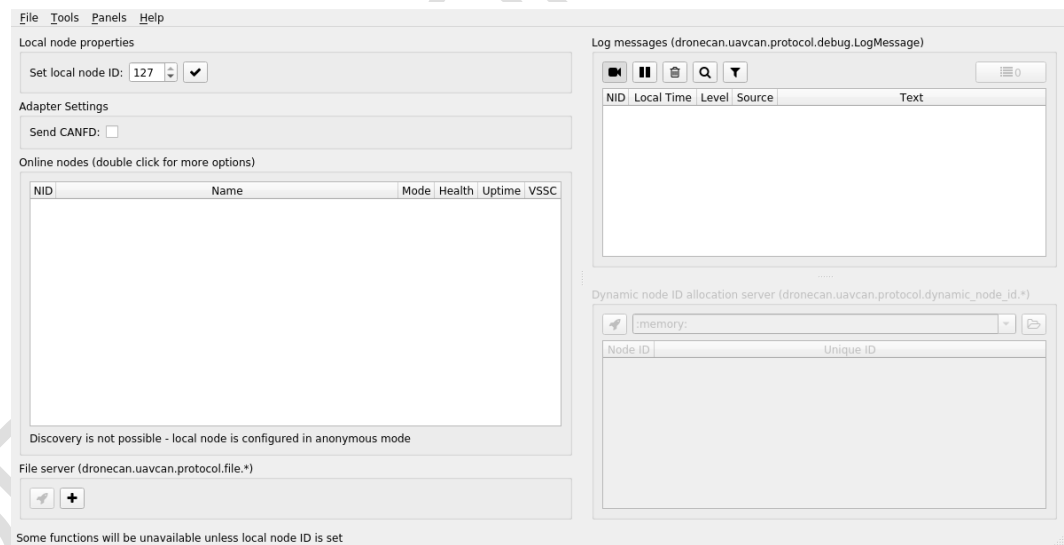 File Tools Panels Help
Local node properties
Set local node ID: 127
Adapter Settings
Send CANFD:
Online nodes (double click for more options)
NID Name Mode Health Uptime VSSC
Discovery is not possible - local node is configured in anonymous mode
File server (dronecan.uavcan.protocol.file.*)
Some functions will be unavailable unless local node ID is set
Log messages (dronecan.uavcan.protocol.debug.LogMessage)
0
NID Local Time Level Source Text
Dynamic node ID allocation server (dronecan.uavcan.protocol.dynamic_node_id.*)
:memory:
Node ID Unique ID